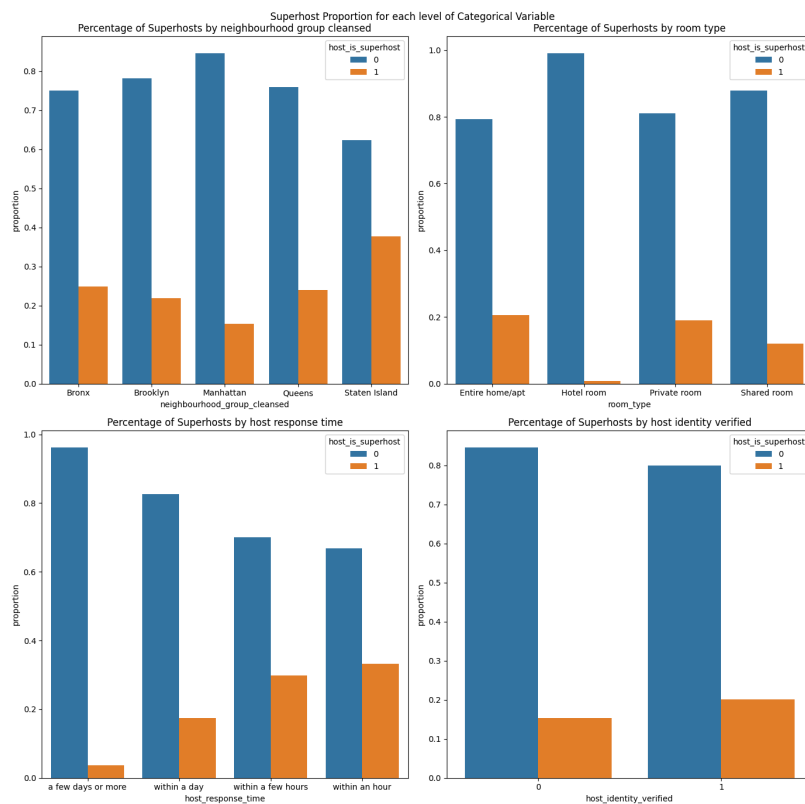 Superhost Proportion for each level of Categorical Variable
Percentage of Superhosts by neighbourhood group cleansed
host_is_superhost
0
1
0.8
0.7
0.6
0.5
0.4
0.3
0.2
0.1
0.0
proportion
Bronx Brooklyn Manhattan Queens Staten Island
neighbourhood_group_cleansed
Percentage of Superhosts by room type
host_is_superhost
0
1
1.0
0.8
0.6
0.4
0.2
0.0
proportion
Entire home/apt Hotel room Private room Shared room
room_type
Percentage of Superhosts by host response time
host_is_superhost
0
1
1.0
0.8
0.6
0.4
0.2
0.0
proportion
a few days or more within a day within a few hours within an hour
host_response_time
Percentage of Superhosts by host identity verified
host_is_superhost
0
1
0.8
0.7
0.6
0.5
0.4
0.3
0.2
0.1
0.0
proportion
0 1
host_identity_verified